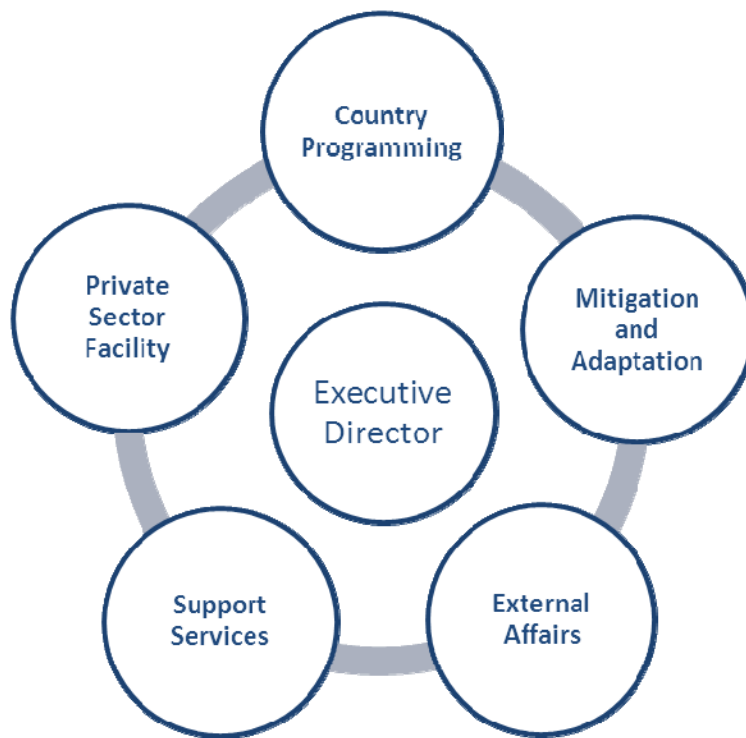 Country
Programming
Private
Sector
Facility
Mitigation
and
Adaptation
Executive
Director
Support
Services
External
Affairs